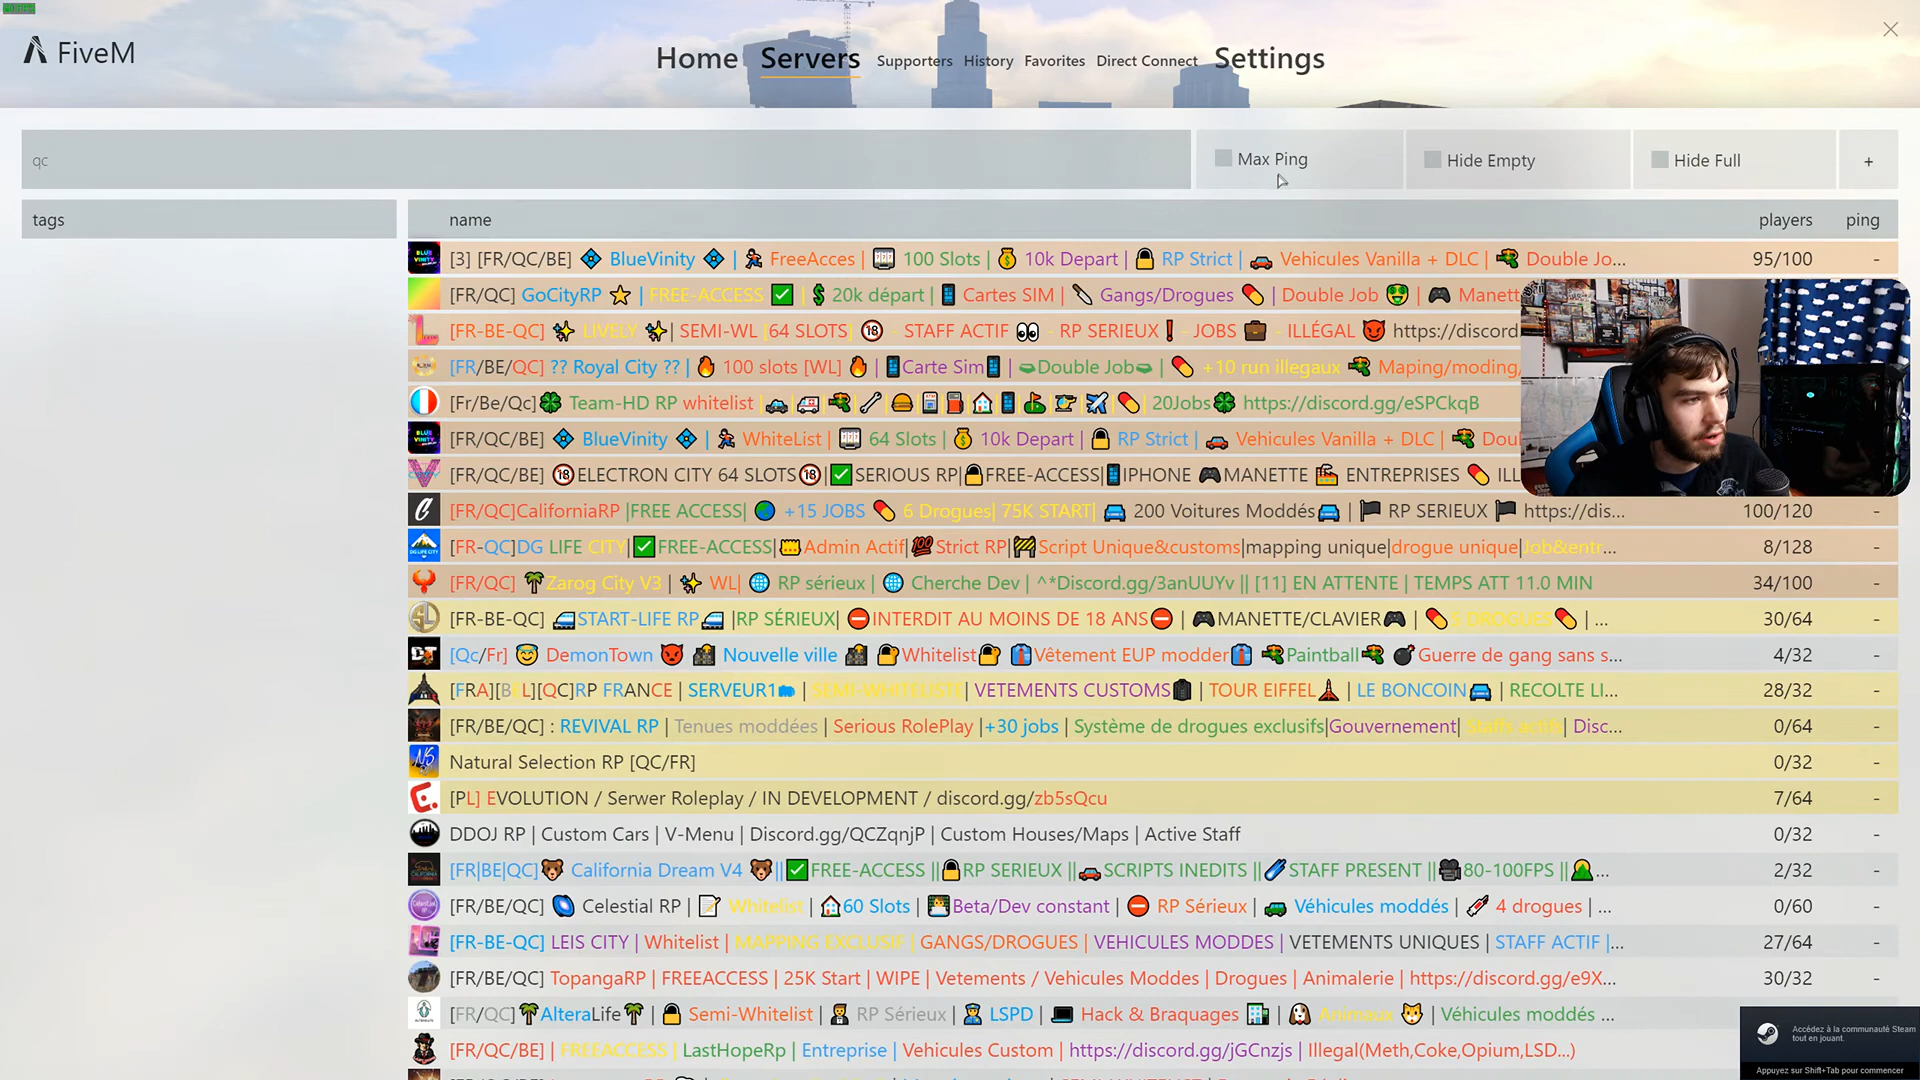 FiveM
Home Servers Supporters History Favorites Direct Connect Settings
qc
Max Ping
Hide Empty
Hide Full
+
tags
name players ping
[3] [FR/QC/BE] BlueVinity | FreeAcces | 100 Slots | 10k Depart | RP Strict | Vehicules Vanilla + DLC | Double Jo... 95/100 -
[FR/QC] GoCityRP | FREE-ACCESS | 20k départ | Cartes SIM | Gangs/Drogues | Double Job | Manett
[FR-BE-QC] LIVELY | SEMI-WL [64 SLOTS] - STAFF ACTIF - RP SERIEUX - JOBS - ILLÉGAL https://discord
[FR/BE/QC] ?? Royal City ?? | 100 slots [WL] | Carte Sim | Double Job | +10 run illegaux Maping/moding/
[Fr/Be/Qc] Team-HD RP whitelist | 20Jobs https://discord.gg/eSPCkqB
[FR/QC/BE] BlueVinity | WhiteList | 64 Slots | 10k Depart | RP Strict | Vehicules Vanilla + DLC | Dou
[FR/QC/BE] ELECTRON CITY 64 SLOTS | SERIOUS RP | FREE-ACCESS | IPHONE MANETTE ENTREPRISES ILL
[FR/QC]CaliforniaRP |FREE ACCESS| +15 JOBS 6 Drogues| 75K START| 200 Voitures Moddés | RP SERIEUX https://dis... 100/120 -
[FR-QC]DG LIFE CITY| FREE-ACCESS| Admin Actif| Strict RP| Script Unique&customs|mapping unique|drogue unique|Job&entr... 8/128 -
[FR/QC] Zarog City V3 | WL| RP sérieux | Cherche Dev | ^*Discord.gg/3anUUYv || [11] EN ATTENTE | TEMPS ATT 11.0 MIN 34/100 -
[FR-BE-QC] START-LIFE RP |RP SÉRIEUX| INTERDIT AU MOINS DE 18 ANS | MANETTE/CLAVIER | 5 DROGUES | ... 30/64 -
[Qc/Fr] DemonTown Nouvelle ville Whitelist Vêtement EUP modder Paintball Guerre de gang sans s... 4/32 -
[FRA][BEL][QC]RP FRANCE | SERVEUR1 | SEMI-WHITELISTE| VETEMENTS CUSTOMS | TOUR EIFFEL | LE BONCOIN | RECOLTE LI... 28/32 -
[FR/BE/QC] : REVIVAL RP | Tenues moddées | Serious RolePlay |+30 jobs | Système de drogues exclusifs|Gouvernement| Staffs actifs| Disc... 0/64 -
Natural Selection RP [QC/FR] 0/32 -
[PL] EVOLUTION / Serwer Roleplay / IN DEVELOPMENT / discord.gg/zb5sQcu 7/64 -
DDOJ RP | Custom Cars | V-Menu | Discord.gg/QCZqnjP | Custom Houses/Maps | Active Staff 0/32 -
[FR|BE|QC] California Dream V4 || FREE-ACCESS || RP SERIEUX || SCRIPTS INEDITS || STAFF PRESENT || 80-100FPS || ... 2/32 -
[FR/BE/QC] Celestial RP | Whitelist | 60 Slots | Beta/Dev constant | RP Sérieux | Véhicules moddés | 4 drogues | ... 0/60 -
[FR-BE-QC] LEIS CITY | Whitelist | MAPPING EXCLUSIF | GANGS/DROGUES | VEHICULES MODDES | VETEMENTS UNIQUES | STAFF ACTIF |... 27/64 -
[FR/BE/QC] TopangaRP | FREEACCESS | 25K Start | WIPE | Vetements / Vehicules Moddes | Drogues | Animalerie | https://discord.gg/e9X... 30/32 -
[FR/QC] AlteraLife | Semi-Whitelist | RP Sérieux | LSPD | Hack & Braquages | Animaux | Véhicules moddés ...
[FR/QC/BE] | FREEACCESS | LastHopeRp | Entreprise | Vehicules Custom | https://discord.gg/jGCnzjs | Illegal(Meth,Coke,Opium,LSD...)
Accédez à la communauté Steam
tout en jouant.
Appuyez sur Shift+Tab pour commencer